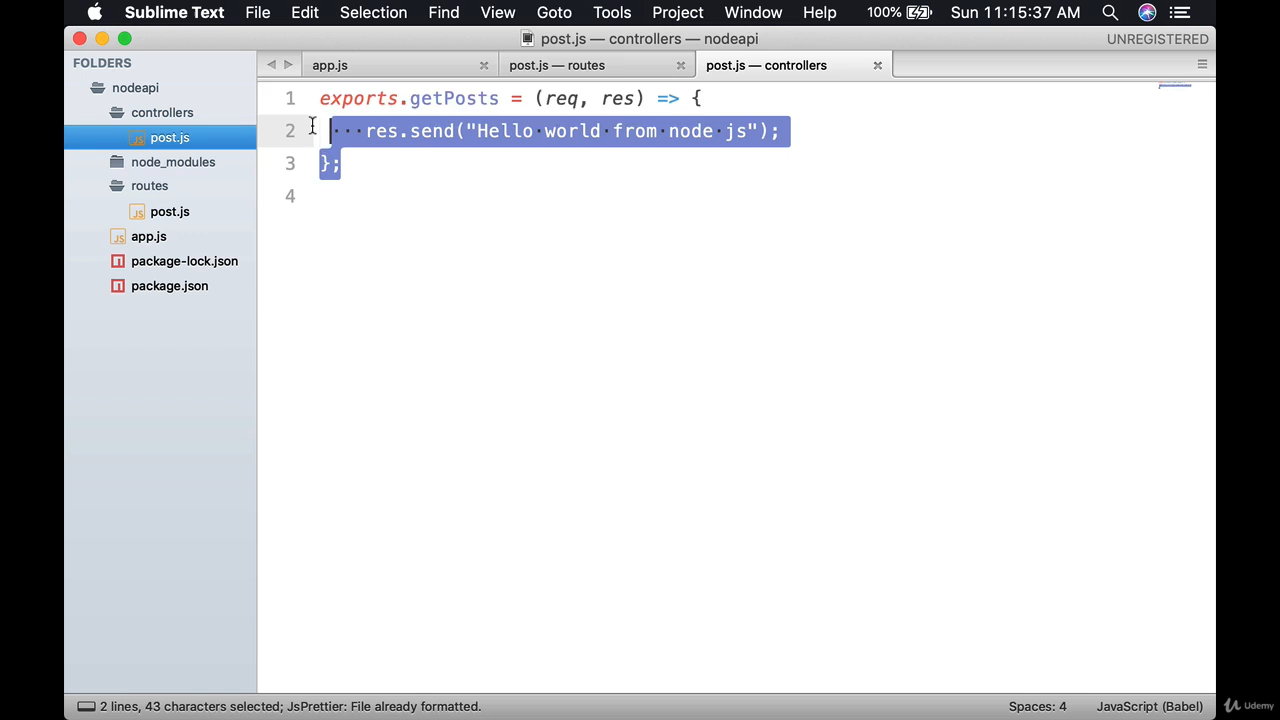 Sublime Text File Edit Selection Find View Goto Tools Project Window Help 100% Sun 11:15:37 AM
post.js — controllers — nodeapi UNREGISTERED
FOLDERS
nodeapi
controllers
post.js
node_modules
routes
post.js
app.js
package-lock.json
package.json
app.js post.js — routes post.js — controllers
1 exports.getPosts = (req, res) => {
2 ···res.send("Hello·world·from·node·js");
3 };
4
2 lines, 43 characters selected; JsPrettier: File already formatted. Spaces: 4 JavaScript (Babel)
Udemy